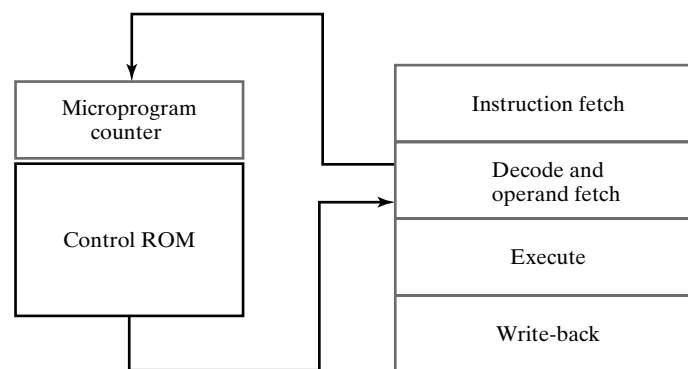 Microprogram
counter
Control ROM
Instruction fetch
Decode and
operand fetch
Execute
Write-back